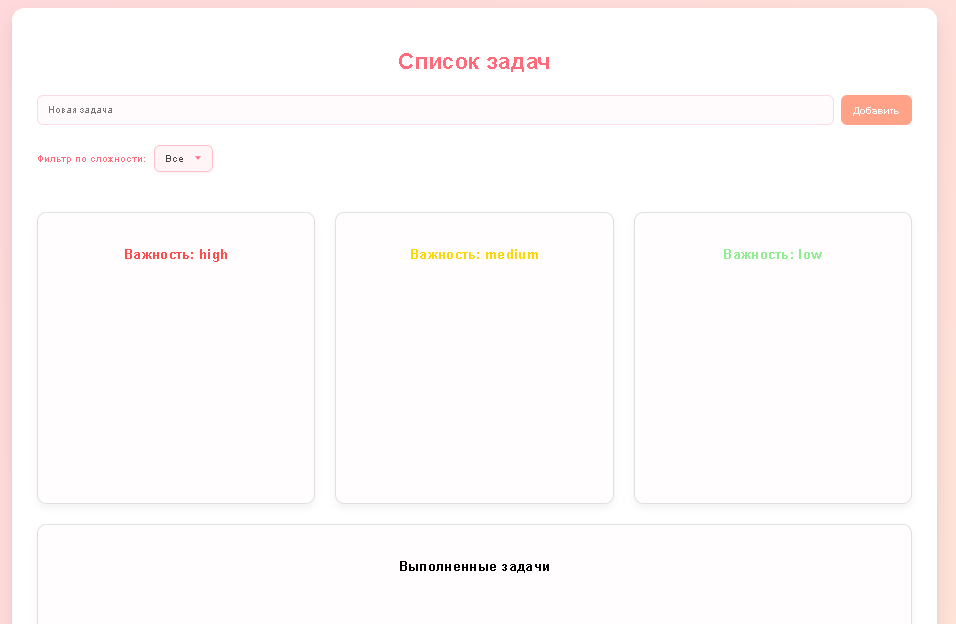 Список задач
Новая задача
Добавить
Фильтр по сложности:
Все
Важность: high
Важность: medium
Важность: low
Выполненные задачи